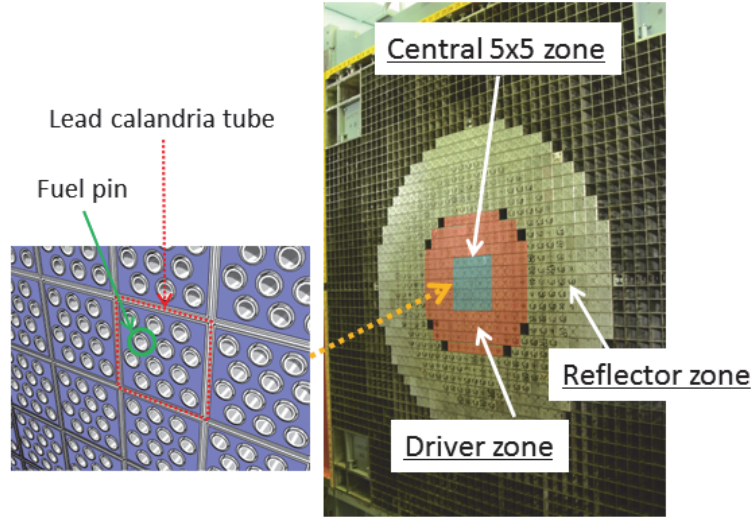 Central 5x5 zone
Lead calandria tube
Fuel pin
Reflector zone
Driver zone